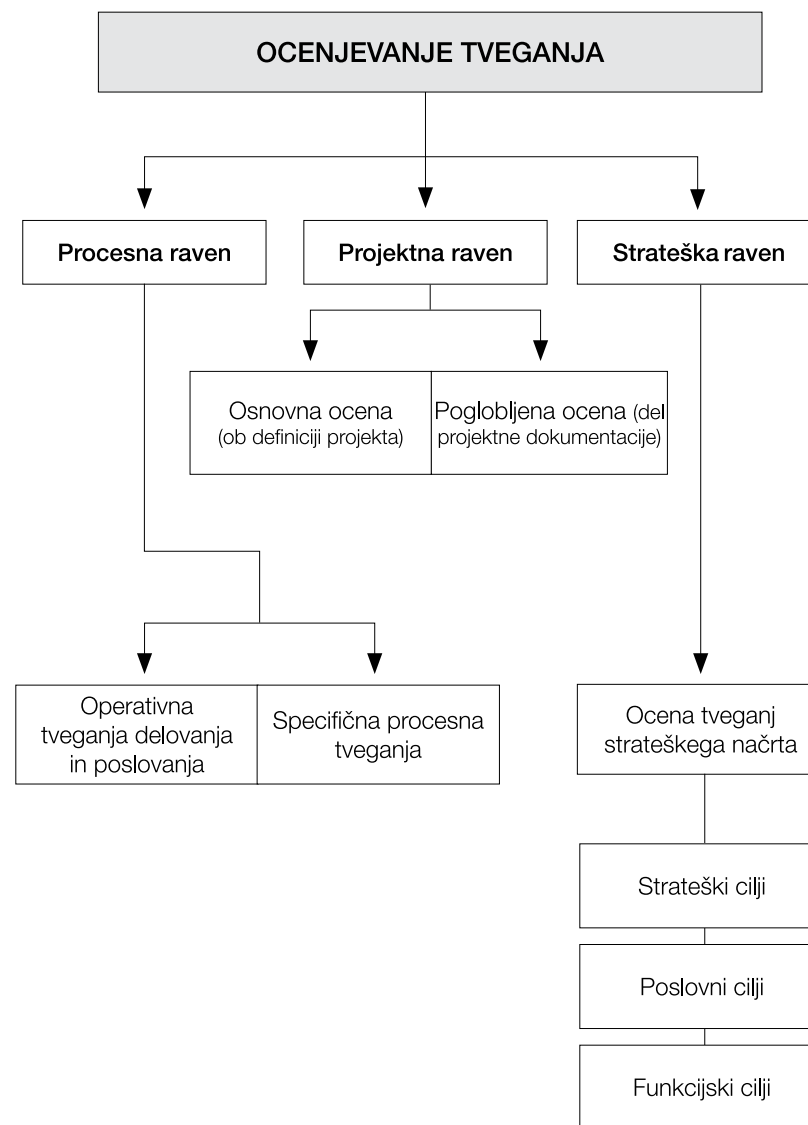 OCENJEVANJE TVEGANJA
Procesna raven
Projektna raven
Strateška raven
Osnovna ocena
(ob definiciji projekta)
Poglobljena ocena (del
projektne dokumentacije)
Operativna
tveganja delovanja
in poslovanja
Specifična procesna
tveganja
Ocena tveganj
strateškega načrta
Strateški cilji
Poslovni cilji
Funkcijski cilji